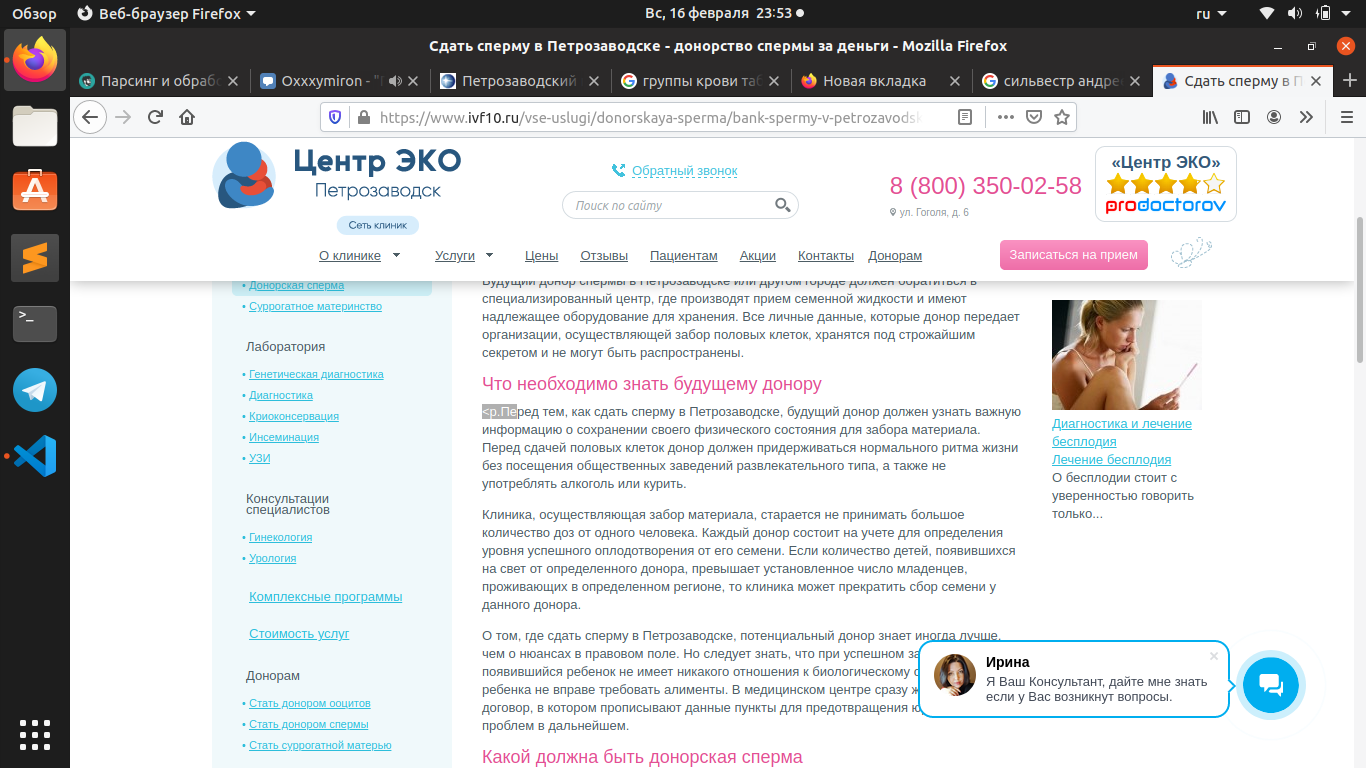 Обзор
Веб-браузер Firefox
Вс, 16 февраля 23:53
ru
Сдать сперму в Петрозаводске - донорство спермы за деньги - Mozilla Firefox
Парсинг и обрабо
Oxxxymiron - "
Петрозаводский
группы крови таб
Новая вкладка
сильвестр андрее
Сдать сперму в П
https://www.ivf10.ru/vse-uslugi/donorskaya-sperma/bank-spermy-v-petrozavodsk
Центр ЭКО
Петрозаводск
Сеть клиник
Обратный звонок
Поиск по сайту
8 (800) 350-02-58
ул. Гоголя, д. 6
«Центр ЭКО»
prodoctorov
О клинике
Услуги
Цены
Отзывы
Пациентам
Акции
Контакты
Донорам
Записаться на прием
• Донорская сперма
• Суррогатное материнство
Лаборатория
• Генетическая диагностика
• Диагностика
• Криоконсервация
• Инсеминация
• УЗИ
Консультации
специалистов
• Гинекология
• Урология
Комплексные программы
Стоимость услуг
Донорам
• Стать донором ооцитов
• Стать донором спермы
• Стать суррогатной матерью
Будущий донор спермы в Петрозаводске или другом городе должен обратиться в
специализированный центр, где производят прием семенной жидкости и имеют
надлежащее оборудование для хранения. Все личные данные, которые донор передает
организации, осуществляющей забор половых клеток, хранятся под строжайшим
секретом и не могут быть распространены.
Что необходимо знать будущему донору
<p.Перед тем, как сдать сперму в Петрозаводске, будущий донор должен узнать важную
информацию о сохранении своего физического состояния для забора материала.
Перед сдачей половых клеток донор должен придерживаться нормального ритма жизни
без посещения общественных заведений развлекательного типа, а также не
употреблять алкоголь или курить.
Клиника, осуществляющая забор материала, старается не принимать большое
количество доз от одного человека. Каждый донор состоит на учете для определения
уровня успешного оплодотворения от его семени. Если количество детей, появившихся
на свет от определенного донора, превышает установленное число младенцев,
проживающих в определенном регионе, то клиника может прекратить сбор семени у
данного донора.
О том, где сдать сперму в Петрозаводске, потенциальный донор знает иногда лучше,
чем о нюансах в правовом поле. Но следует знать, что при успешном за
появившийся ребенок не имеет никакого отношения к биологическому
ребенка не вправе требовать алименты. В медицинском центре сразу
договор, в котором прописывают данные пункты для предотвращения
проблем в дальнейшем.
Какой должна быть донорская сперма
Диагностика и лечение
бесплодия
Лечение бесплодия
О бесплодии стоит с
уверенностью говорить
только...
Ирина
Я Ваш Консультант, дайте мне знать
если у Вас возникнут вопросы.